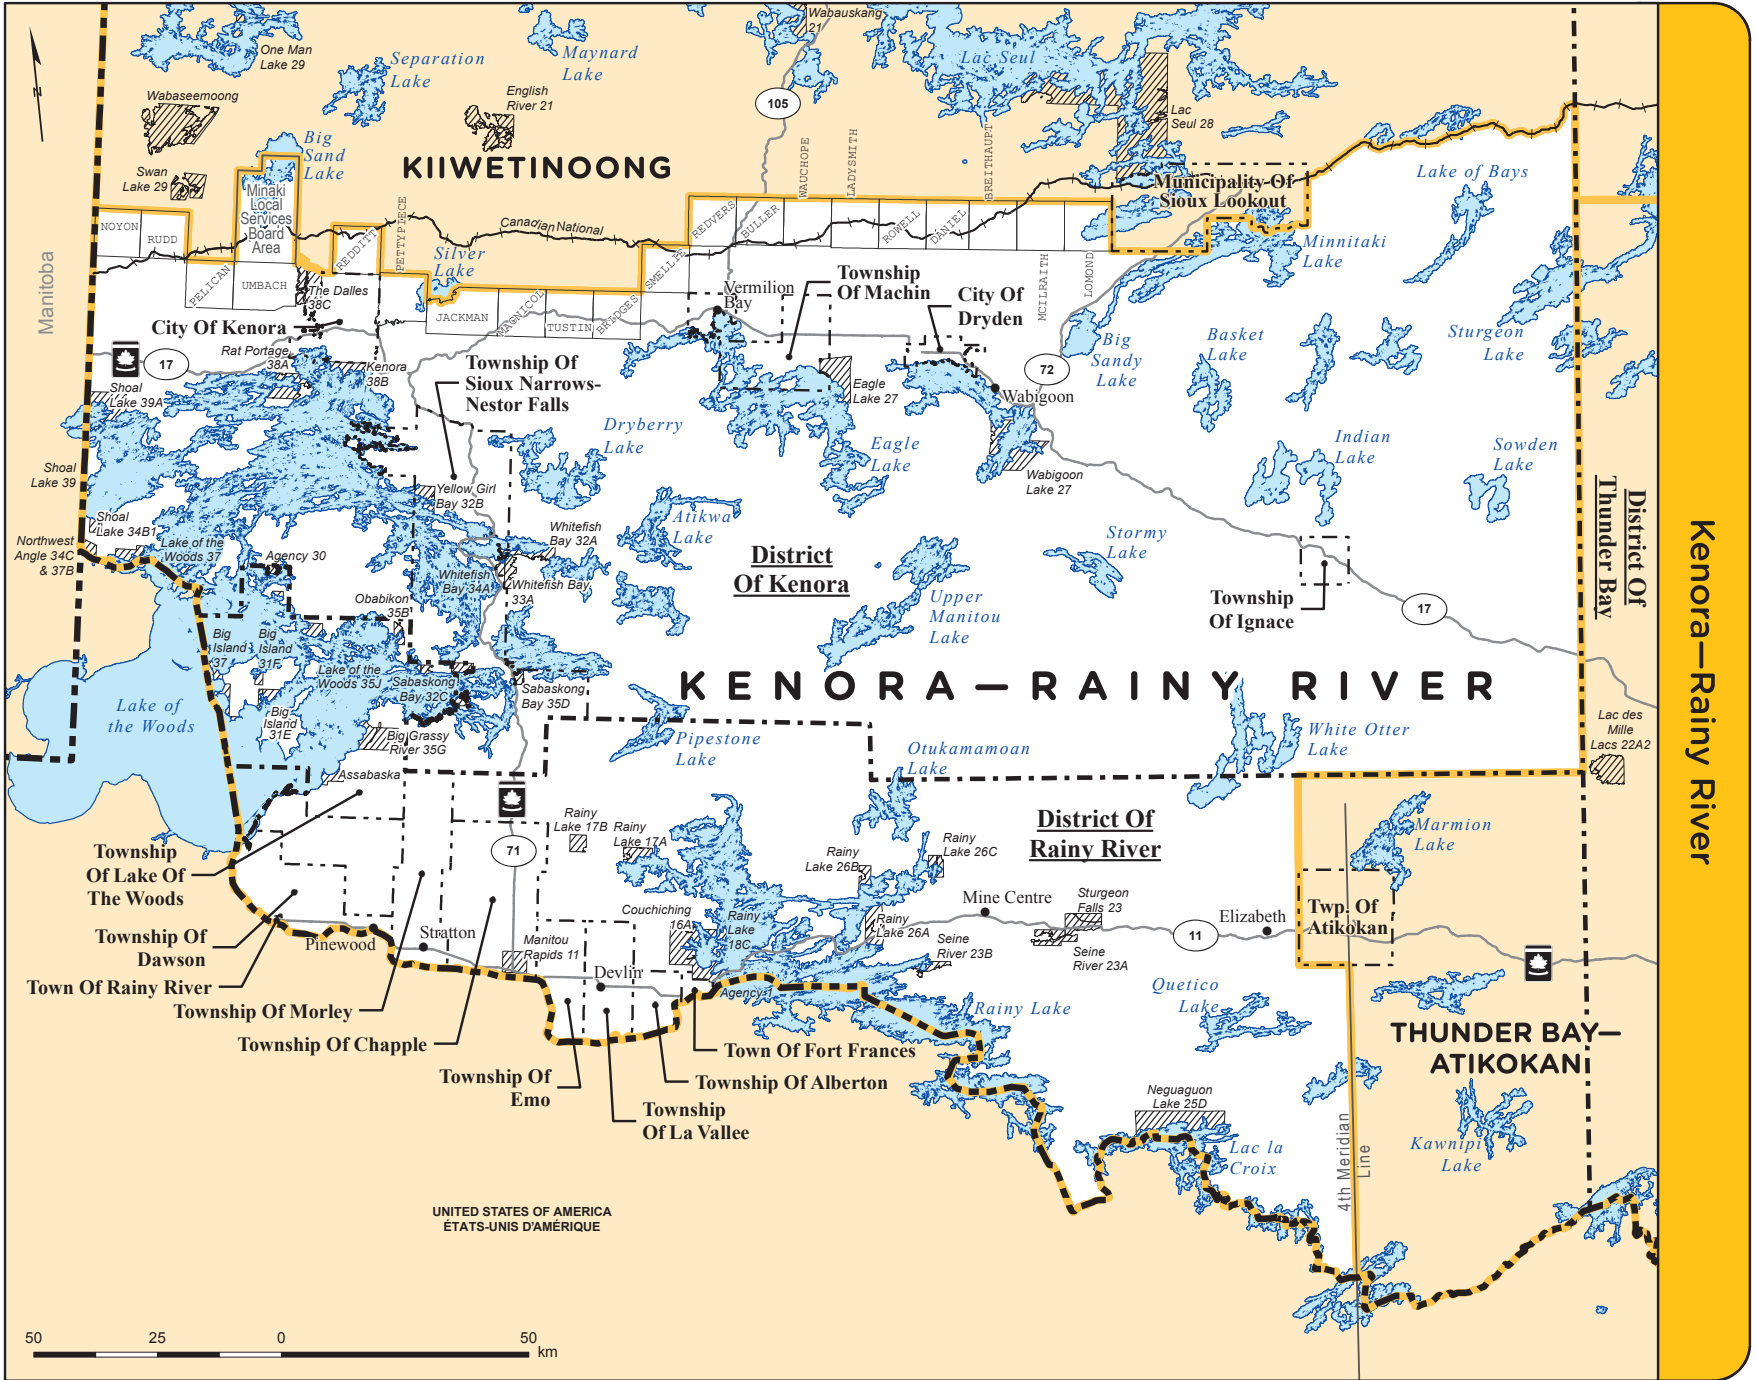 Wabauskang
21
One Man
Lake 29
Separation
Lake
Maynard
Lake
Lac Seul
Wabaseemoong
English
River 21
105
Lac
Seul 28
N
Big
Sand
Lake
KIIWETINOONG
WAUCHOPE
LADYSMITH
BREITHAUPT
Swan
Lake 29
Minaki
Local
Services
Board
Area
Municipality Of
Sioux Lookout
Lake of Bays
NOYON
RUDD
PETTYPIECE
Canadian National
REDVERS
BULLER
ROWELL
DANIEL
REDDITT
Silver
Lake
SMELLIE
Minnitaki
Lake
Manitoba
PELICAN
UMBACH
The Dalles
38C
Vermilion
Bay
Township
Of Machin
City Of
Dryden
MCILRAITH
LOMOND
JACKMAN
MACNICOL
TUSTIN
BRIDGES
City Of Kenora
Rat Portage
38A
17
Kenora
38B
Township Of
Sioux Narrows-
Nestor Falls
Big
Sandy
Lake
Basket
Lake
Sturgeon
Lake
72
Shoal
Lake 39A
Eagle
Lake 27
Wabigoon
Dryberry
Lake
Eagle
Lake
Indian
Lake
Sowden
Lake
Shoal
Lake 39
Wabigoon
Lake 27
Yellow Girl
Bay 32B
District Of
Thunder Bay
Shoal
Lake 34B1
Atikwa
Lake
Whitefish
Bay 32A
Northwest
Angle 34C
& 37B
Lake of the
Woods 37
Agency 30
District
Of Kenora
Stormy
Lake
Whitefish
Bay 34A
Whitefish Bay
33A
Obabikon
35B
Upper
Manitou
Lake
Township
Of Ignace
17
Big
Island
37
Big
Island
31F
Lake of the
Woods 35J
Sabaskong
Bay 32C
Sabaskong
Bay 35D
KENORA—RAINY RIVER
Lake of
the Woods
Big
Island
31E
Big Grassy
River 35G
Pipestone
Lake
Otukamamoan
Lake
White Otter
Lake
Lac des
Mille
Lacs 22A2
Assabaska
Kenora—Rainy River
71
Rainy
Lake 17B
Rainy
Lake 17A
District Of
Rainy River
Marmion
Lake
Township
Of Lake Of
The Woods
Rainy
Lake 26B
Rainy
Lake 26C
Mine Centre
Sturgeon
Falls 23
Couchiching
16A
Rainy
Lake
18C
Rainy
Lake 26A
11
Elizabeth
Twp. Of
Atikokan
Township Of
Dawson
Pinewood
Stratton
Manitou
Rapids 11
Devlin
Seine
River 23B
Seine
River 23A
Town Of Rainy River
Agency 1
Rainy Lake
Quetico
Lake
Township Of Morley
Township Of Chapple
Town Of Fort Frances
THUNDER BAY—
ATIKOKAN
Township Of
Emo
Township Of Alberton
Township
Of La Vallee
Neguaguon
Lake 25D
Lac la
Croix
Kawnipi
Lake
4th Meridian
Line
UNITED STATES OF AMERICA
ÉTATS-UNIS D'AMÉRIQUE
50 25 0 50
km